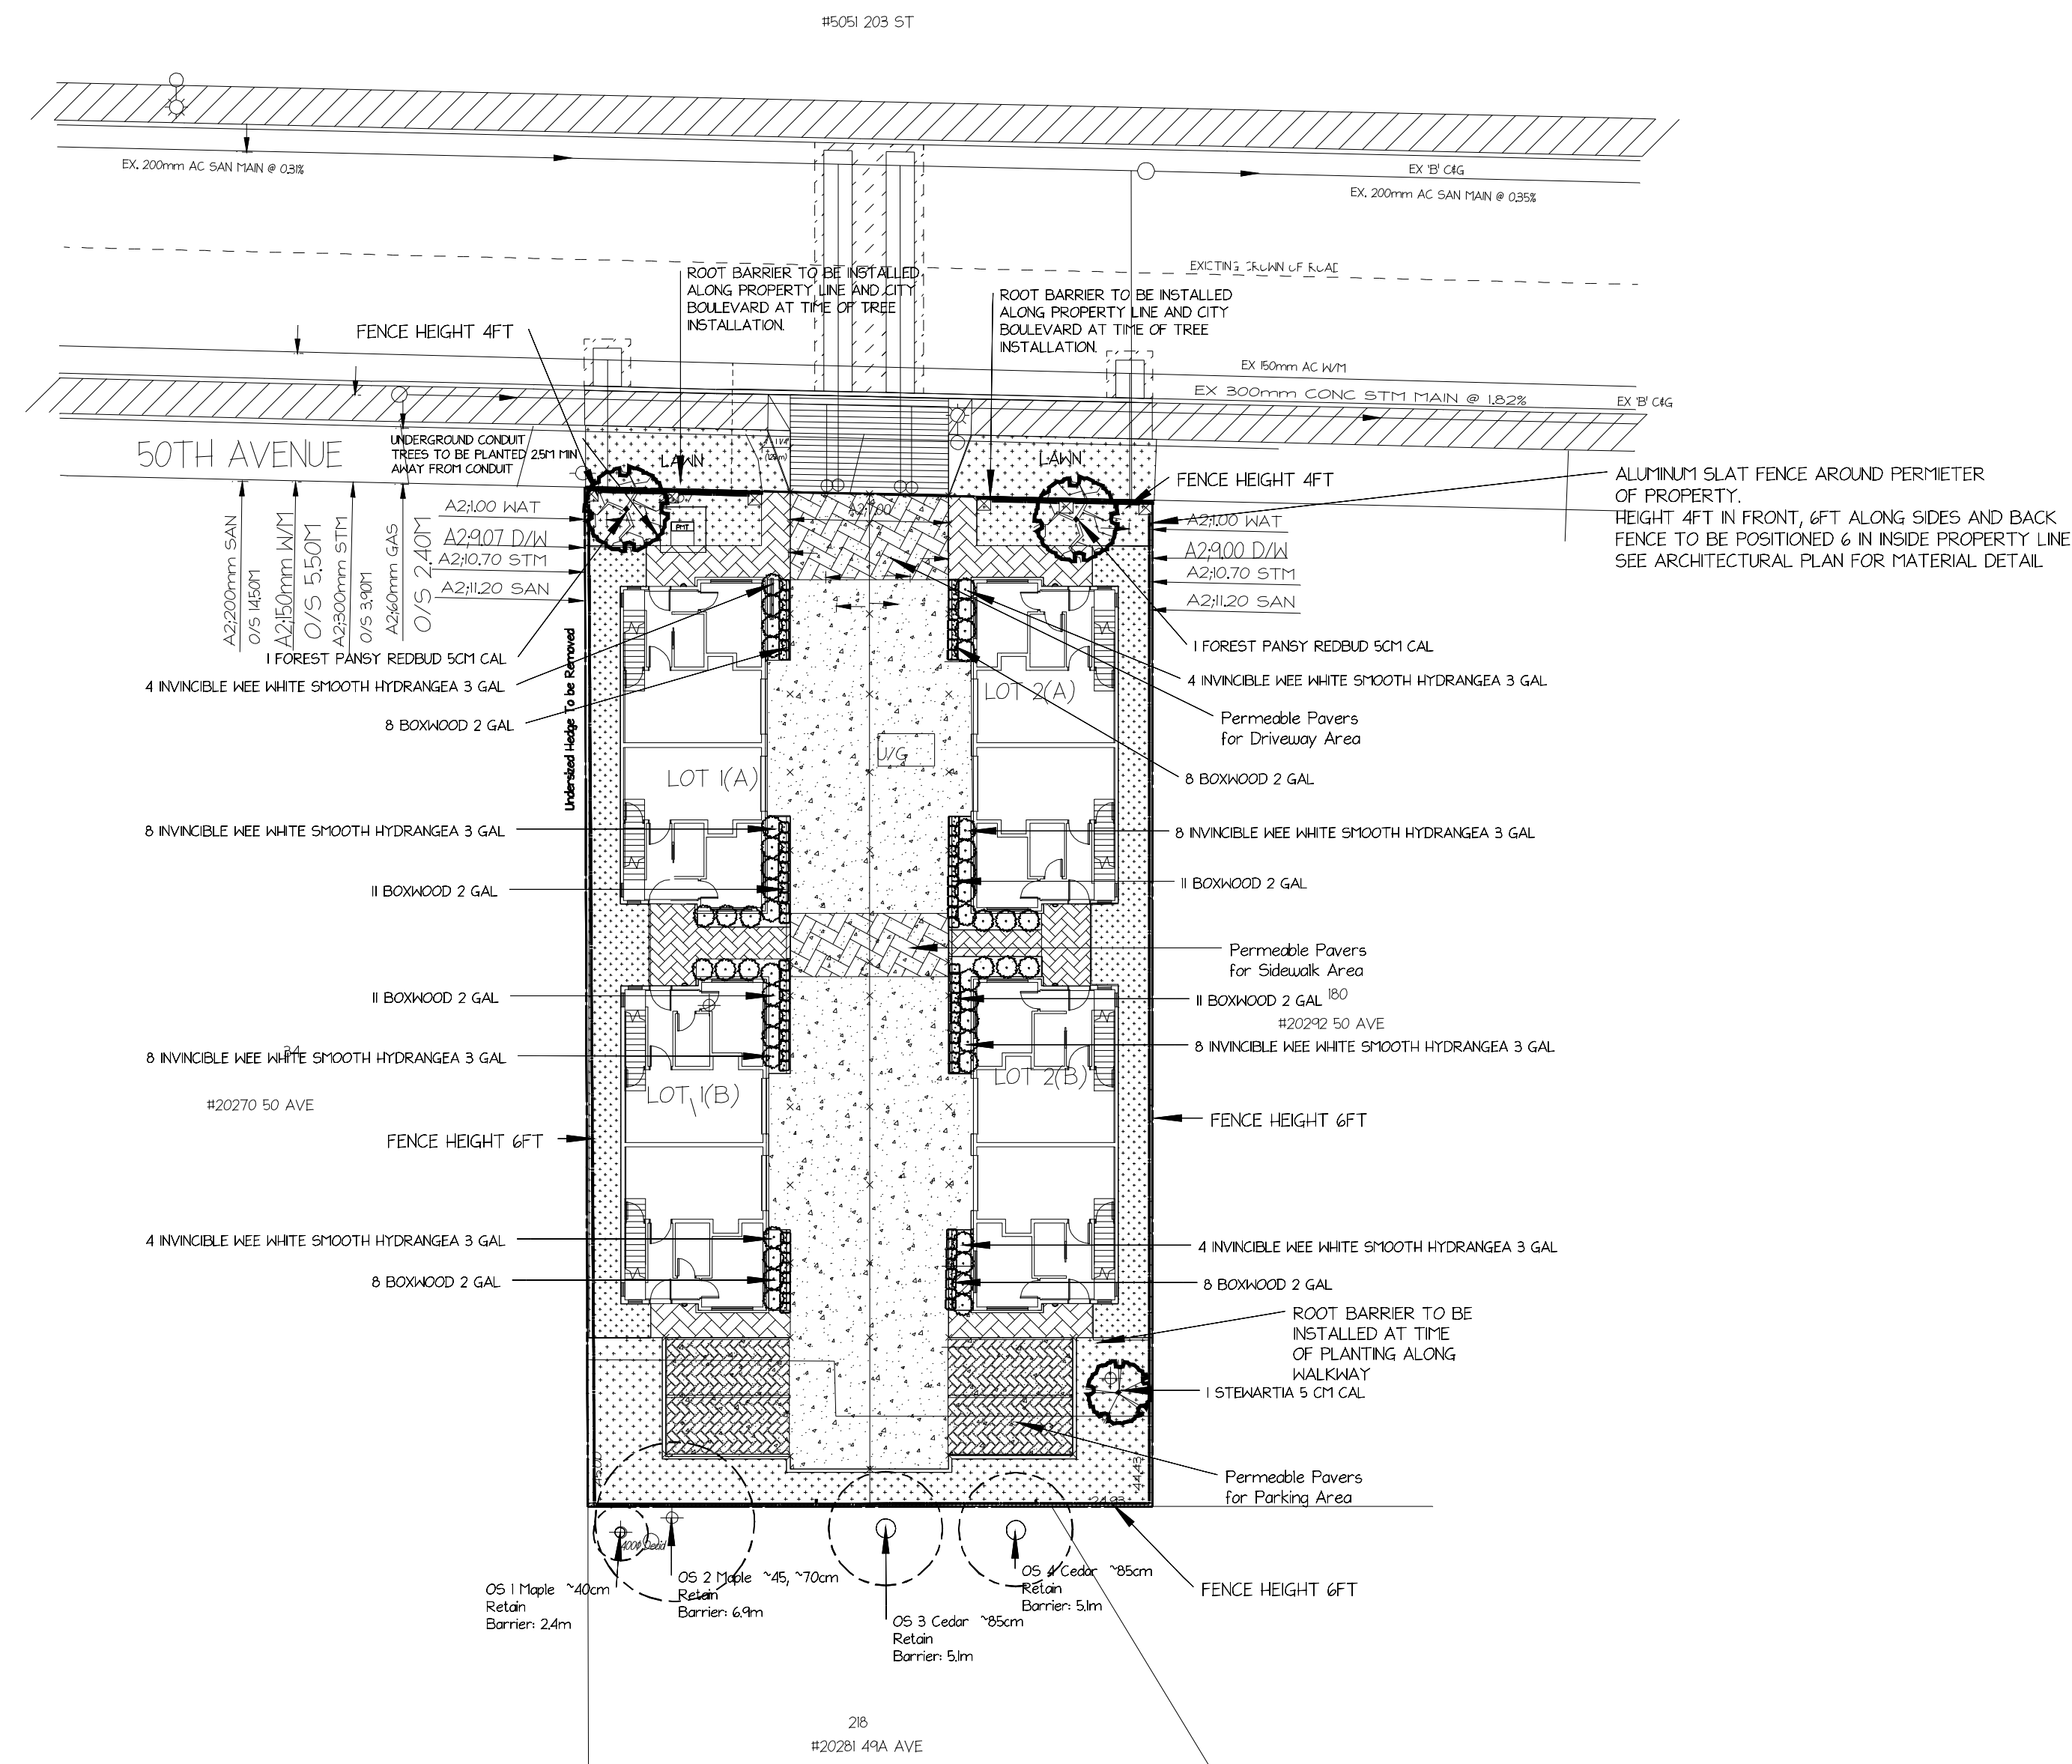 #5051 203 ST
EX. 200mm AC SAN MAIN @ 0.31%
EX 'B' C&G
EX. 200mm AC SAN MAIN @ 0.35%
EXISTING CROWN OF ROAD
ROOT BARRIER TO BE INSTALLED
ALONG PROPERTY LINE AND CITY
BOULEVARD AT TIME OF TREE
INSTALLATION.
ROOT BARRIER TO BE INSTALLED
ALONG PROPERTY LINE AND CITY
BOULEVARD AT TIME OF TREE
INSTALLATION.
FENCE HEIGHT 4FT
EX 150mm AC W/M
EX 300mm CONC STM MAIN @ 1.82%
EX 'B' C&G
50TH AVENUE
UNDERGROUND CONDUIT
TREES TO BE PLANTED 2.5M MIN
AWAY FROM CONDUIT
LAWN
LAWN
FENCE HEIGHT 4FT
ALUMINUM SLAT FENCE AROUND PERMIETER
OF PROPERTY.
HEIGHT 4FT IN FRONT, 6FT ALONG SIDES AND BACK
FENCE TO BE POSITIONED 6 IN INSIDE PROPERTY LINE
SEE ARCHITECTURAL PLAN FOR MATERIAL DETAIL
A2;200mm SAN
O/S 14.50M
A2;150mm W/M
O/S 5.50M
A2;300mm STM
O/S 3.90M
A2;60mm GAS
O/S 2.40M
A2;1.00 WAT
A2;9.07 D/W
A2;10.70 STM
A2;11.20 SAN
PMT
A2;7.00
A2;1.00 WAT
A2;9.00 D/W
A2;10.70 STM
A2;11.20 SAN
1 FOREST PANSY REDBUD 5CM CAL
4 INVINCIBLE WEE WHITE SMOOTH HYDRANGEA 3 GAL
8 BOXWOOD 2 GAL
Undersized Hedge To be Removed
1 FOREST PANSY REDBUD 5CM CAL
4 INVINCIBLE WEE WHITE SMOOTH HYDRANGEA 3 GAL
LOT 2(A)
Permeable Pavers
for Driveway Area
U/G
LOT 1(A)
8 BOXWOOD 2 GAL
8 INVINCIBLE WEE WHITE SMOOTH HYDRANGEA 3 GAL
8 INVINCIBLE WEE WHITE SMOOTH HYDRANGEA 3 GAL
11 BOXWOOD 2 GAL
11 BOXWOOD 2 GAL
Permeable Pavers
for Sidewalk Area
11 BOXWOOD 2 GAL
11 BOXWOOD 2 GAL
180
#20292 50 AVE
34
8 INVINCIBLE WEE WHITE SMOOTH HYDRANGEA 3 GAL
8 INVINCIBLE WEE WHITE SMOOTH HYDRANGEA 3 GAL
LOT 1(B)
LOT 2(B)
#20270 50 AVE
FENCE HEIGHT 6FT
FENCE HEIGHT 6FT
4 INVINCIBLE WEE WHITE SMOOTH HYDRANGEA 3 GAL
4 INVINCIBLE WEE WHITE SMOOTH HYDRANGEA 3 GAL
8 BOXWOOD 2 GAL
8 BOXWOOD 2 GAL
ROOT BARRIER TO BE
INSTALLED AT TIME
OF PLANTING ALONG
WALKWAY
1 STEWARTIA 5 CM CAL
Permeable Pavers
for Parking Area
44.43
24.93
OS 1 Maple ~40cm
Retain
Barrier: 2.4m
OS 2 Maple ~45, ~70cm
Retain
Barrier: 6.9m
OS 3 Cedar ~85cm
Retain
Barrier: 5.1m
OS 4 Cedar ~85cm
Retain
Barrier: 5.1m
FENCE HEIGHT 6FT
218
#20281 49A AVE